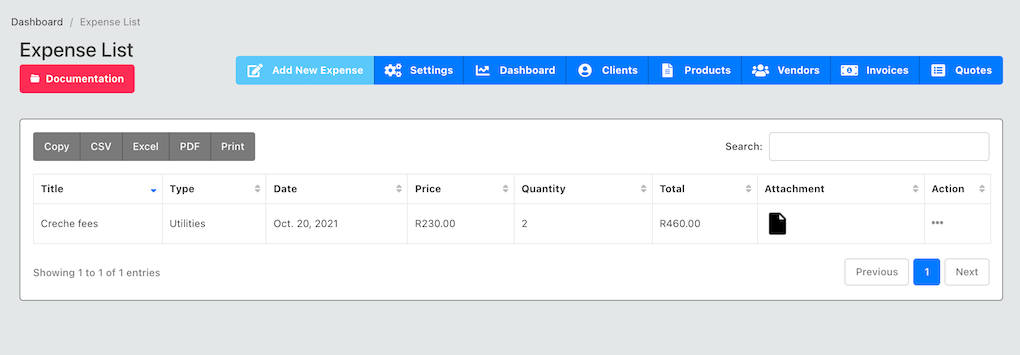 Dashboard / Expense List
Expense List
Documentation
Add New Expense Settings Dashboard Clients Products Vendors Invoices Quotes
Copy CSV Excel PDF Print Search:
Title Type Date Price Quantity Total Attachment Action
Creche fees Utilities Oct. 20, 2021 R230.00 2 R460.00
Showing 1 to 1 of 1 entries Previous 1 Next